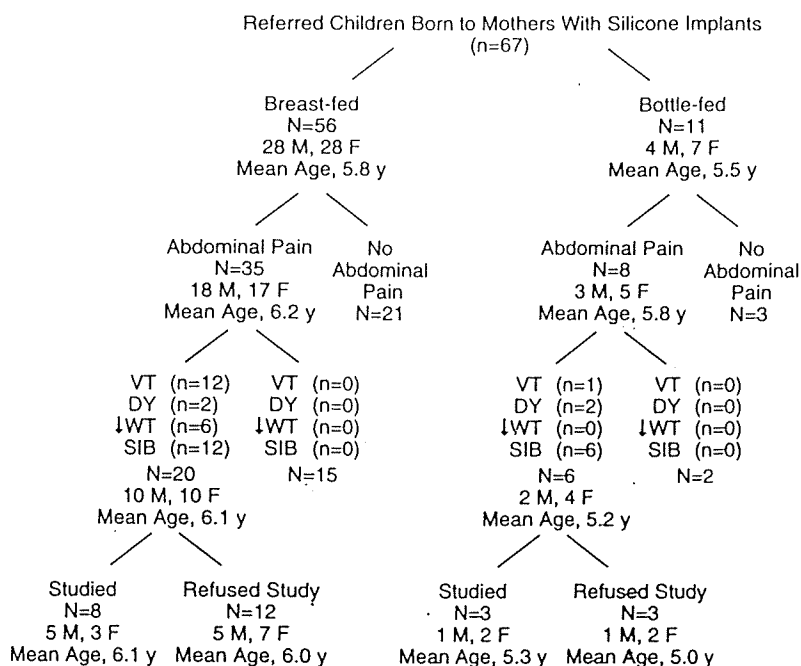 Referred Children Born to Mothers With Silicone Implants
(n=67)
Breast-fed
N=56
28 M, 28 F
Mean Age, 5.8 y
Bottle-fed
N=11
4 M, 7 F
Mean Age, 5.5 y
Abdominal Pain
N=35
18 M, 17 F
Mean Age, 6.2 y
No
Abdominal
Pain
N=21
Abdominal Pain
N=8
3 M, 5 F
Mean Age, 5.8 y
No
Abdominal
Pain
N=3
VT (n=12)
DY (n=2)
↓WT (n=6)
SIB (n=12)
N=20
10 M, 10 F
Mean Age, 6.1 y
VT (n=0)
DY (n=0)
↓WT (n=0)
SIB (n=0)
N=15
VT (n=1)
DY (n=2)
↓WT (n=0)
SIB (n=6)
N=6
2 M, 4 F
Mean Age, 5.2 y
VT (n=0)
DY (n=0)
↓WT (n=0)
SIB (n=0)
N=2
Studied
N=8
5 M, 3 F
Mean Age, 6.1 y
Refused Study
N=12
5 M, 7 F
Mean Age, 6.0 y
Studied
N=3
1 M, 2 F
Mean Age, 5.3 y
Refused Study
N=3
1 M, 2 F
Mean Age, 5.0 y